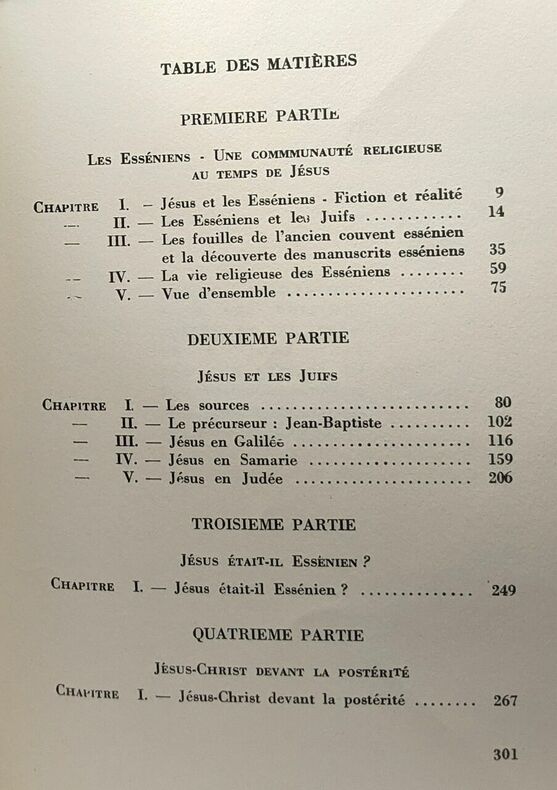 TABLE DES MATIÈRES
PREMIERE PARTIE
LES ESSÉNIENS - UNE COMMMUNAUTÉ RELIGIEUSE
AU TEMPS DE JÉSUS
CHAPITRE I. — Jésus et les Esséniens - Fiction et réalité 9
— II. — Les Esséniens et les Juifs ............ 14
— III. — Les fouilles de l'ancien couvent essénien
et la découverte des manuscrits esséniens 35
— IV. — La vie religieuse des Esséniens ........ 59
— V. — Vue d'ensemble ...................... 75
DEUXIEME PARTIE
JÉSUS ET LES JUIFS
CHAPITRE I. — Les sources .......................... 80
— II. — Le précurseur : Jean-Baptiste .......... 102
— III. — Jésus en Galilée ...................... 116
— IV. — Jésus en Samarie .................... 159
— V. — Jésus en Judée ...................... 206
TROISIEME PARTIE
JÉSUS ÉTAIT-IL ESSÉNIEN ?
CHAPITRE I. — Jésus était-il Essénien ? .............. 249
QUATRIEME PARTIE
JÉSUS-CHRIST DEVANT LA POSTÉRITÉ
CHAPITRE I. — Jésus-Christ devant la postérité ........ 267
301